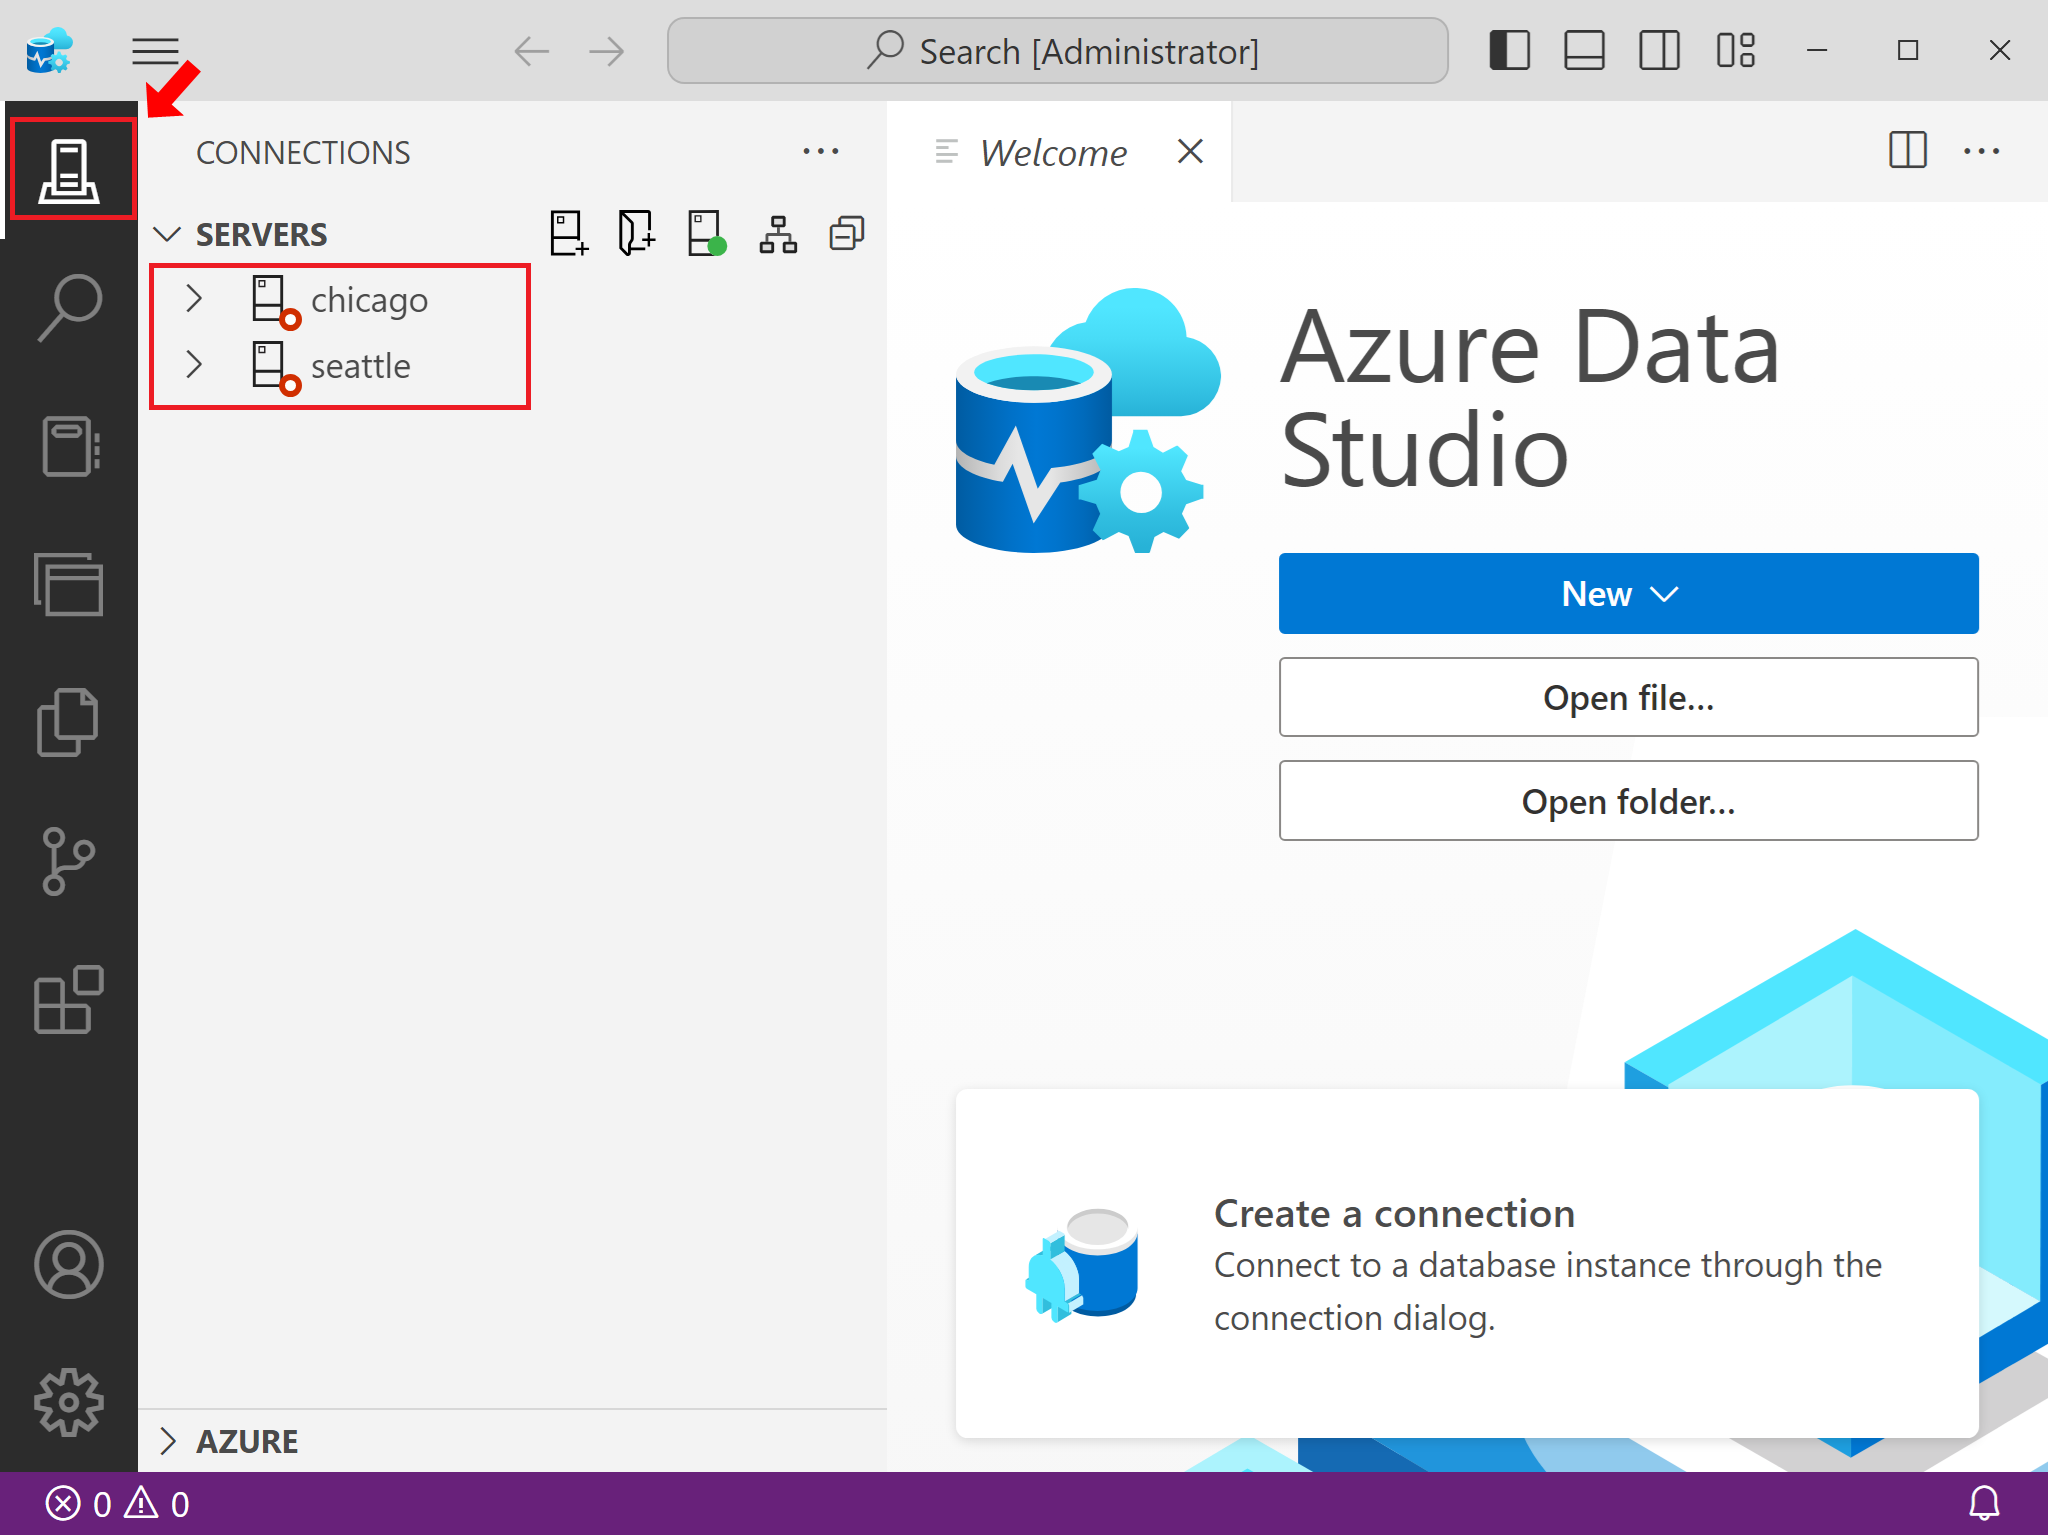 Search [Administrator]
CONNECTIONS
Welcome
SERVERS
chicago
seattle
Azure Data
Studio
New
Open file...
Open folder...
Create a connection
Connect to a database instance through the
connection dialog.
AZURE
0 0